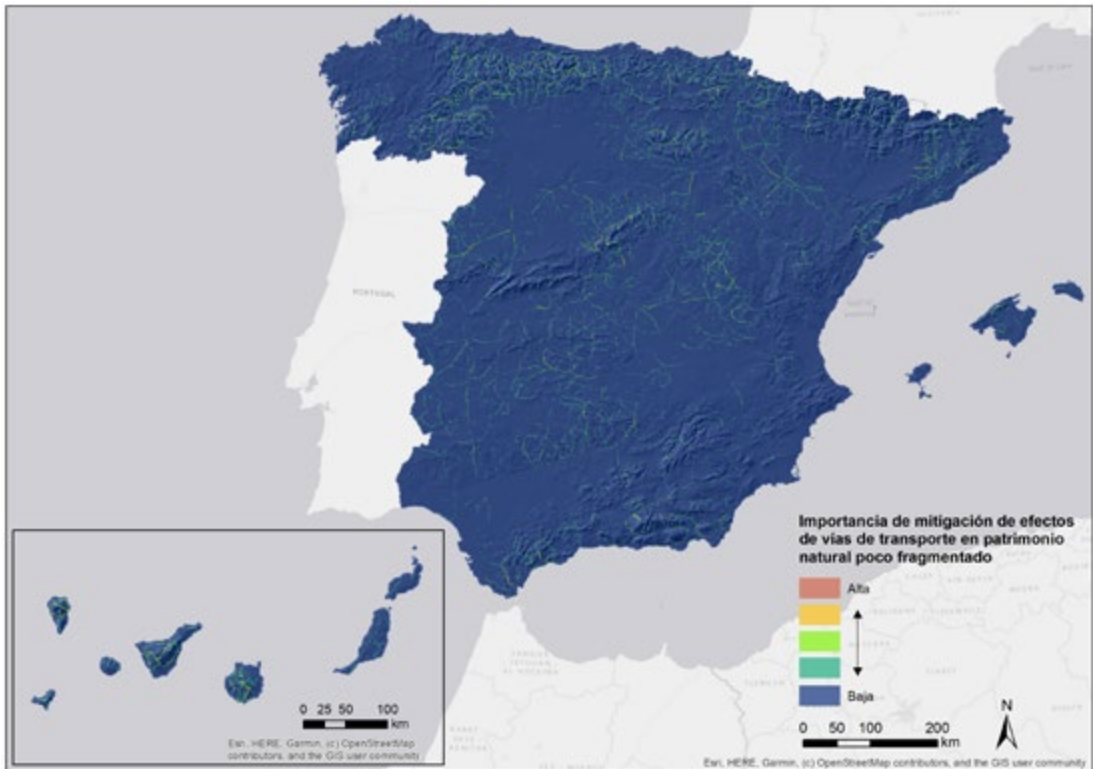 PORTUGAL
Importancia de mitigación de efectos
de vías de transporte en patrimonio
natural poco fragmentado
Alta
Baja
0 25 50 100
km
Esri, HERE, Garmin, (c) OpenStreetMap
contributors, and the GIS user community
N
0 50 100 200
km
Esri, HERE, Garmin, (c) OpenStreetMap contributors, and the GIS user community